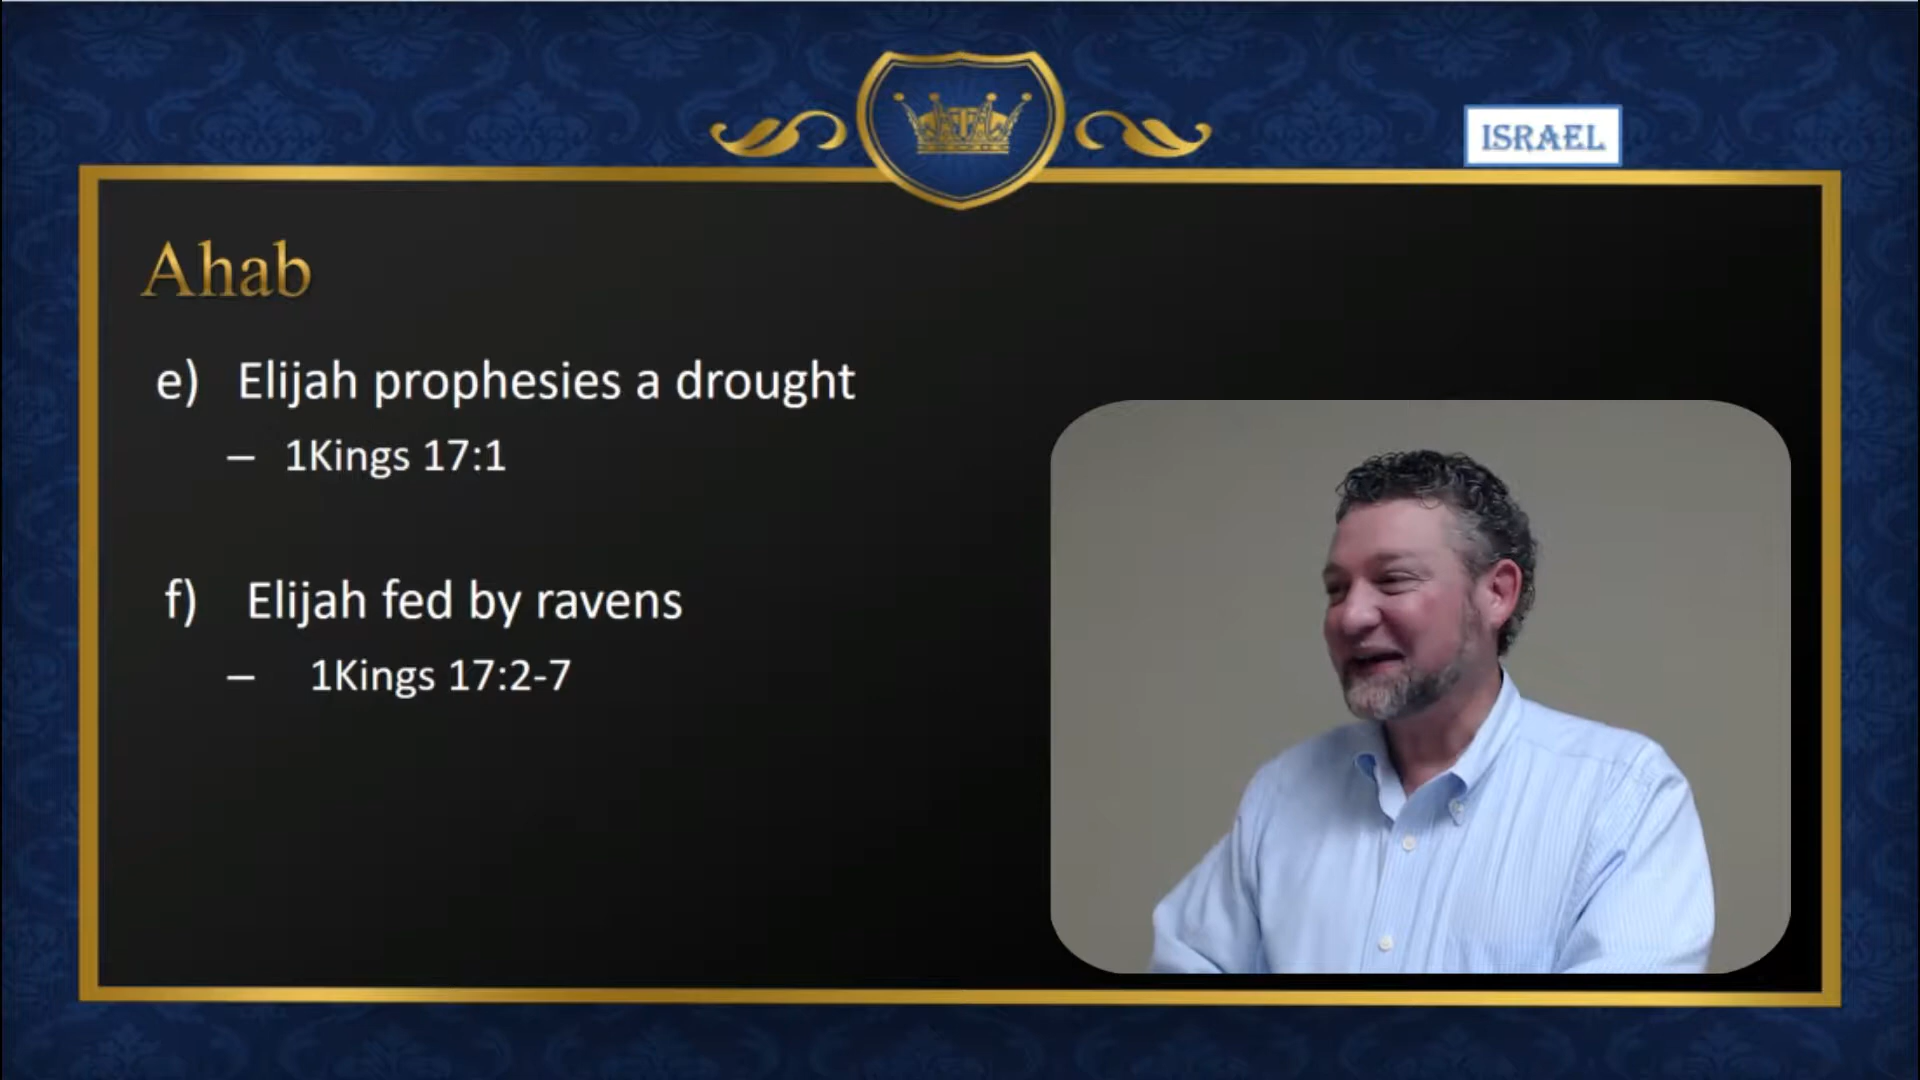 ISRAEL
Ahab
e) Elijah prophesies a drought
– 1Kings 17:1
f) Elijah fed by ravens
– 1Kings 17:2-7